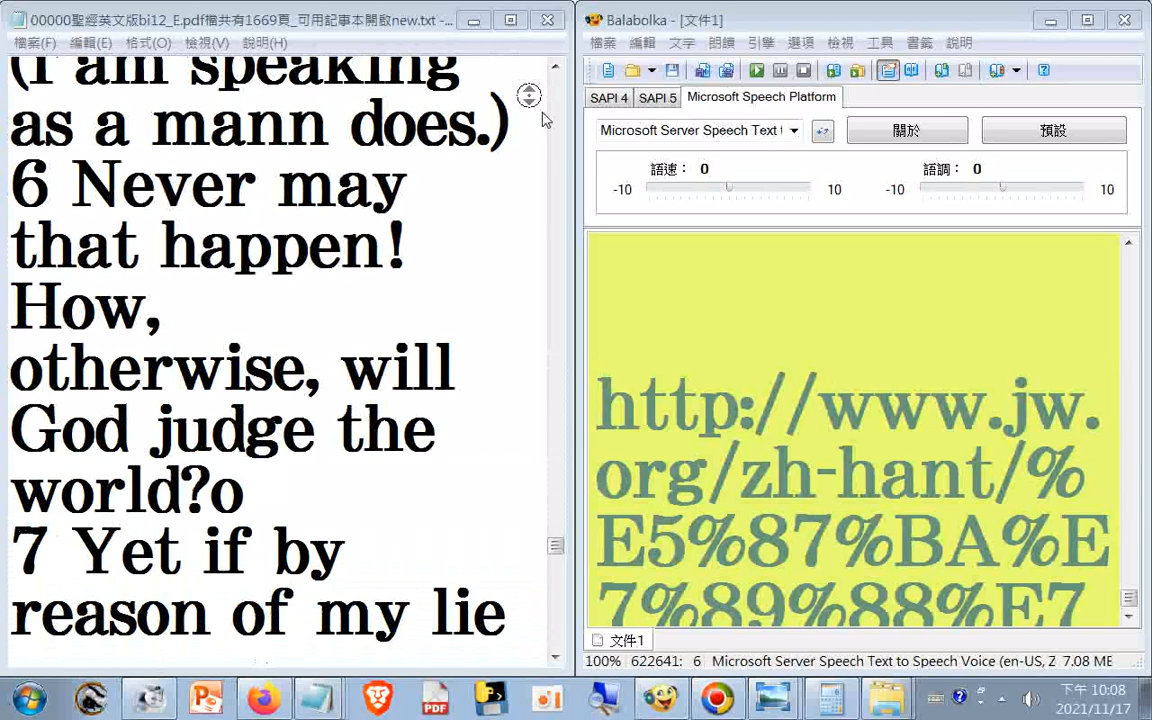 00000聖經英文版bi12_E.pdf檔共有1669頁_可用記事本開啟new.txt -...
檔案(F) 編輯(E) 格式(O) 檢視(V) 說明(H)
(I am speaking
as a mann does.)
6 Never may
that happen!
How,
otherwise, will
God judge the
world?o
7 Yet if by
reason of my lie
Balabolka - [文件1]
檔案 編輯 文字 朗讀 引擎 選項 檢視 工具 書籤 說明
SAPI 4 SAPI 5 Microsoft Speech Platform
Microsoft Server Speech Text 關於 預設
語速： 0 語調： 0
-10 10 -10 10
http://www.jw.
org/zh-hant/%
E5%87%BA%E
7%89%88%E7
文件1
100% 622641: 6 Microsoft Server Speech Text to Speech Voice (en-US, Z 7.08 ME
PDF
下午 10:08
2021/11/17